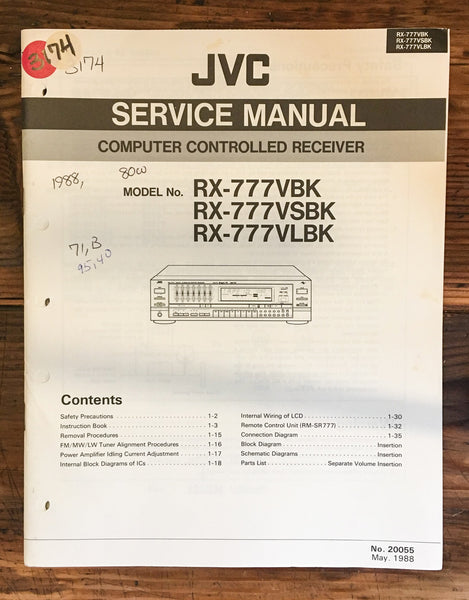 RX-777VBK
RX-777VSBK
RX-777VLBK
3174
3174
JVC
SERVICE MANUAL
COMPUTER CONTROLLED RECEIVER
1988, 80W
MODEL No. RX-777VBK
RX-777VSBK
RX-777VLBK
71, B
95,40
JVC
Contents
Safety Precautions 1-2
Instruction Book 1-3
Removal Procedures 1-15
FM/MW/LW Tuner Alignment Procedures 1-16
Power Amplifier Idling Current Adjustment 1-17
Internal Block Diagrams of ICs 1-18
Internal Wiring of LCD 1-30
Remote Control Unit (RM-SR777) 1-32
Connection Diagram 1-35
Block Diagram Insertion
Schematic Diagrams Insertion
Parts List Separate Volume Insertion
No. 20055
May. 1988